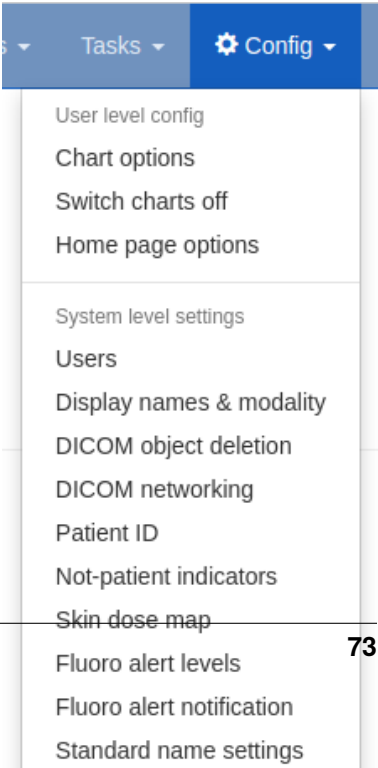 s Tasks Config
User level config
Chart options
Switch charts off
Home page options
System level settings
Users
Display names & modality
DICOM object deletion
DICOM networking
Patient ID
Not-patient indicators
Skin dose map
73
Fluoro alert levels
Fluoro alert notification
Standard name settings